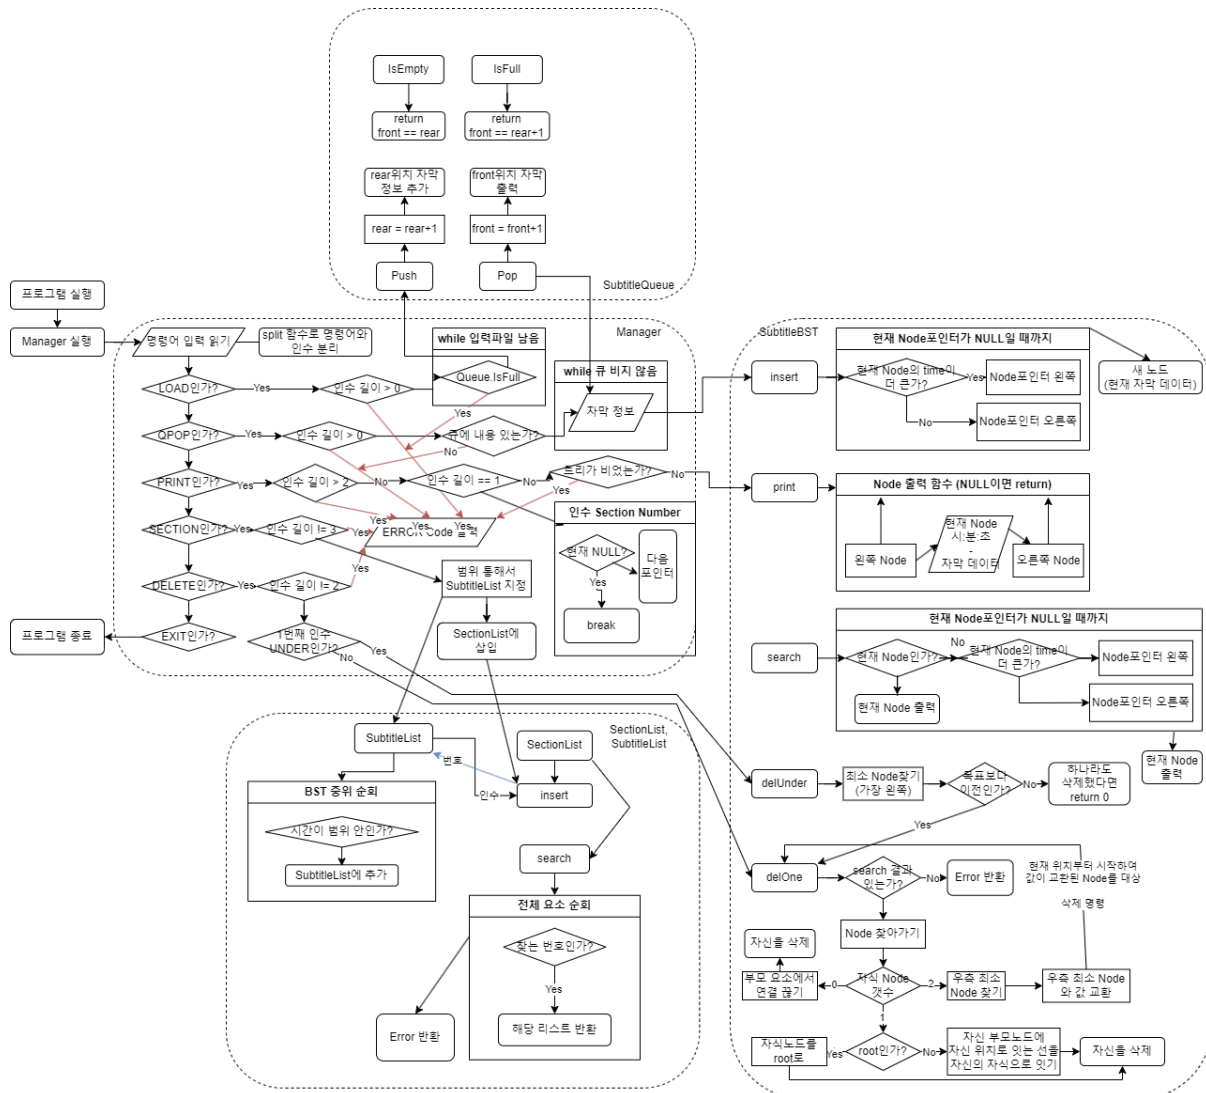 IsEmpty
IsFull
return
front == rear
return
front == rear+1
rear위치 자막
정보 추가
front위치 자막
출력
rear = rear+1
front = front+1
Push
Pop
SubtitleQueue
프로그램 실행
Manager 실행
Manager
명령어 입력 읽기
split 함수로 명령어와
인수 분리
while 입력파일 남음
Queue.IsFull
Yes
LOAD인가?
Yes
인수 길이 > 0
while 큐 비지 않음
자막 정보
QPOP인가?
Yes
인수 길이 > 0
큐에 내용 있는가?
No
PRINT인가?
Yes
인수 길이 > 2
No
인수 길이 == 1
No
트리가 비었는가?
No
Yes
SECTION인가?
Yes
인수 길이 != 3
Yes
Yes
Yes
Yes
ERROR Code 출력
인수 Section Number
현재 NULL?
다음
포인터
Yes
break
DELETE인가?
Yes
인수 길이 != 2
Yes
범위 통해서
SubtitleList 지정
SectionList에
삽입
EXIT인가?
프로그램 종료
1번째 인수
UNDER인가?
Yes
No
SubtitleBST
insert
현재 Node포인터가 NULL일 때까지
현재 Node의 time이
더 큰가?
Yes
Node포인터 왼쪽
No
Node포인터 오른쪽
새 노드
(현재 자막 데이터)
print
Node 출력 함수 (NULL이면 return)
왼쪽 Node
현재 Node
시:분:초
-
자막 데이터
오른쪽 Node
search
현재 Node포인터가 NULL일 때까지
현재 Node인가?
No
현재 Node의 time이
더 큰가?
Node포인터 왼쪽
Node포인터 오른쪽
현재 Node 출력
현재 Node
출력
delUnder
최소 Node찾기
(가장 왼쪽)
목표보다
이전인가?
No
하나라도
삭제했다면
return 0
Yes
delOne
search 결과
있는가?
No
Error 반환
현재 위치부터 시작하여
값이 교환된 Node를 대상
삭제 명령
Node 찾아가기
자신을 삭제
부모 요소에서
연결 끊기
0
자식 Node
갯수
2
우측 최소
Node 찾기
우측 최소 Node
와 값 교환
1
자식노드를
root로
Yes
root인가?
No
자신 부모노드에
자신 위치로 잇는 선을
자신의 자식으로 잇기
자신을 삭제
SectionList,
SubtitleList
SubtitleList
번호
인수
SectionList
insert
BST 중위 순회
시간이 범위 안인가?
SubtitleList에 추가
search
전체 요소 순회
찾는 번호인가?
Yes
해당 리스트 반환
Error 반환